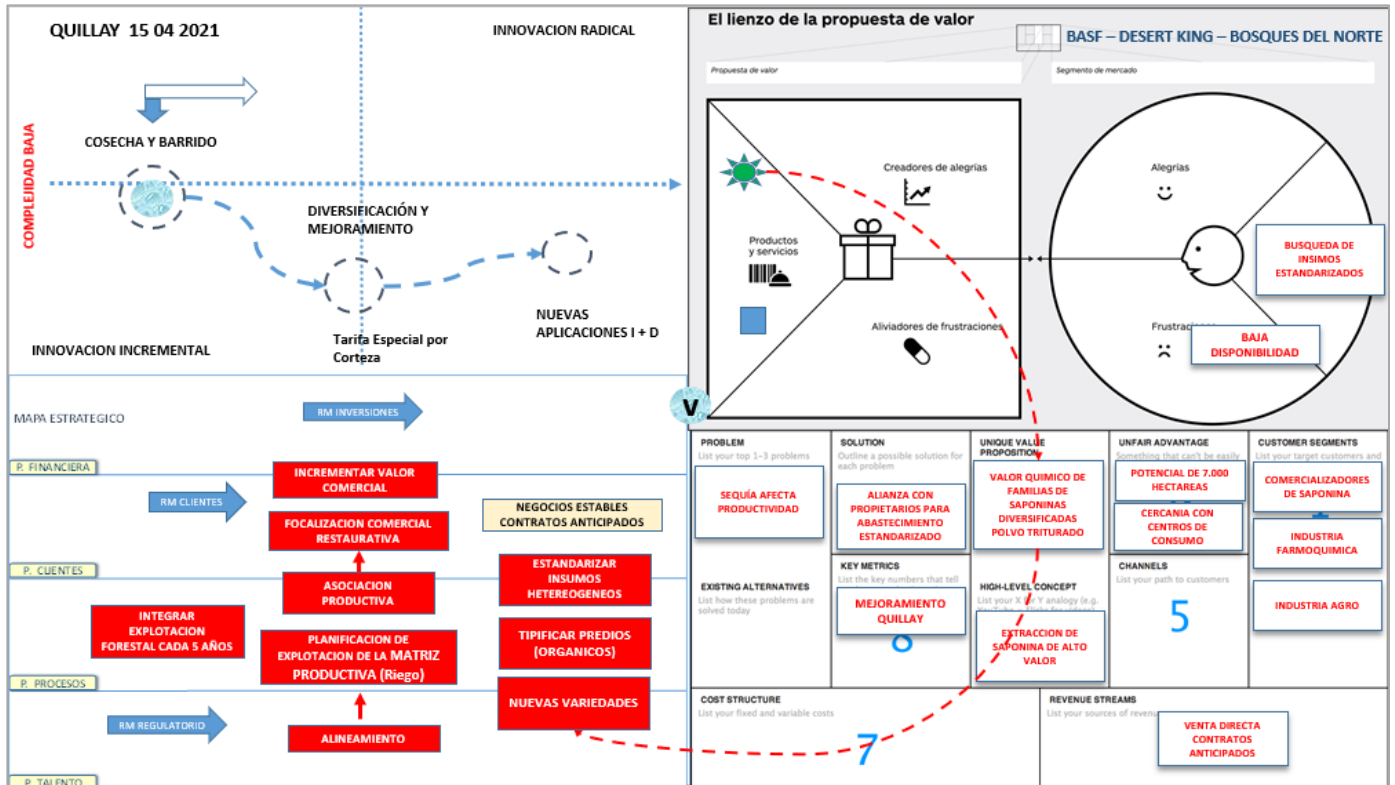 QUILLAY 15 04 2021
INNOVACION RADICAL
COMPLEJIDAD BAJA
COSECHA Y BARRIDO
DIVERSIFICACIÓN Y
MEJORAMIENTO
NUEVAS
APLICACIONES I + D
Tarifa Especial por
Corteza
INNOVACION INCREMENTAL
MAPA ESTRATEGICO
RM INVERSIONES
P. FINANCIERA
INCREMENTAR VALOR
COMERCIAL
RM CLIENTES
FOCALIZACION COMERCIAL
RESTAURATIVA
NEGOCIOS ESTABLES
CONTRATOS ANTICIPADOS
P. CLIENTES
ASOCIACION
PRODUCTIVA
ESTANDARIZAR
INSUMOS
HETEREOGENEOS
INTEGRAR
EXPLOTACION
FORESTAL CADA 5 AÑOS
PLANIFICACION DE
EXPLOTACION DE LA MATRIZ
PRODUCTIVA (Riego)
TIPIFICAR PREDIOS
(ORGANICOS)
P. PROCESOS
NUEVAS VARIEDADES
RM REGULATORIO
ALINEAMIENTO
P. TALENTO
El lienzo de la propuesta de valor
BASF – DESERT KING – BOSQUES DEL NORTE
Propuesta de valor
Segmento de mercado
Creadores de alegrías
Productos
y servicios
Aliviadores de frustraciones
Alegrías
BUSQUEDA DE
INSIMOS
ESTANDARIZADOS
Frustraciones
BAJA
DISPONIBILIDAD
V
PROBLEM
List your top 1–3 problems
SEQUÍA AFECTA
PRODUCTIVIDAD
EXISTING ALTERNATIVES
List how these problems are
solved today
SOLUTION
Outline a possible solution for
each problem
ALIANZA CON
PROPIETARIOS PARA
ABASTECIMIENTO
ESTANDARIZADO
KEY METRICS
List the key numbers that tell
MEJORAMIENTO
QUILLAY
UNIQUE VALUE
PROPOSITION
VALOR QUIMICO DE
FAMILIAS DE
SAPONINAS
DIVERSIFICADAS
POLVO TRITURADO
HIGH-LEVEL CONCEPT
List your X for Y analogy (e.g.
EXTRACCION DE
SAPONINA DE ALTO
VALOR
UNFAIR ADVANTAGE
Something that can't be easily
POTENCIAL DE 7.000
HECTAREAS
CERCANIA CON
CENTROS DE
CONSUMO
CHANNELS
List your path to customers
5
CUSTOMER SEGMENTS
List your target customers and
COMERCIALIZADORES
DE SAPONINA
INDUSTRIA
FARMOQUIMICA
INDUSTRIA AGRO
COST STRUCTURE
List your fixed and variable costs
7
REVENUE STREAMS
List your sources of revenue
VENTA DIRECTA
CONTRATOS
ANTICIPADOS